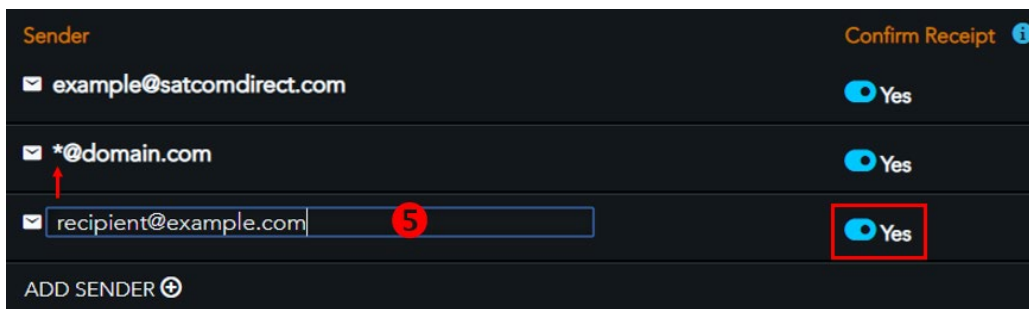 Sender Confirm Receipt i
example@satcomdirect.com Yes
*@domain.com Yes
recipient@example.com 5 Yes
ADD SENDER